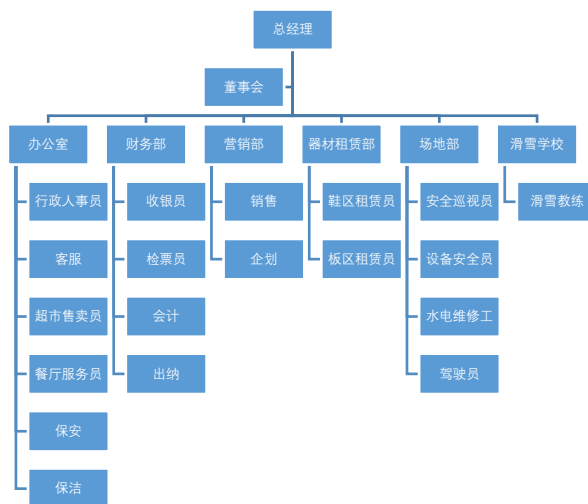 总经理
董事会
办公室
财务部
营销部
器材租赁部
场地部
滑雪学校
行政人事员
收银员
销售
鞋区租赁员
安全巡视员
滑雪教练
客服
检票员
企划
板区租赁员
设备安全员
超市售卖员
会计
水电维修工
餐厅服务员
出纳
驾驶员
保安
保洁